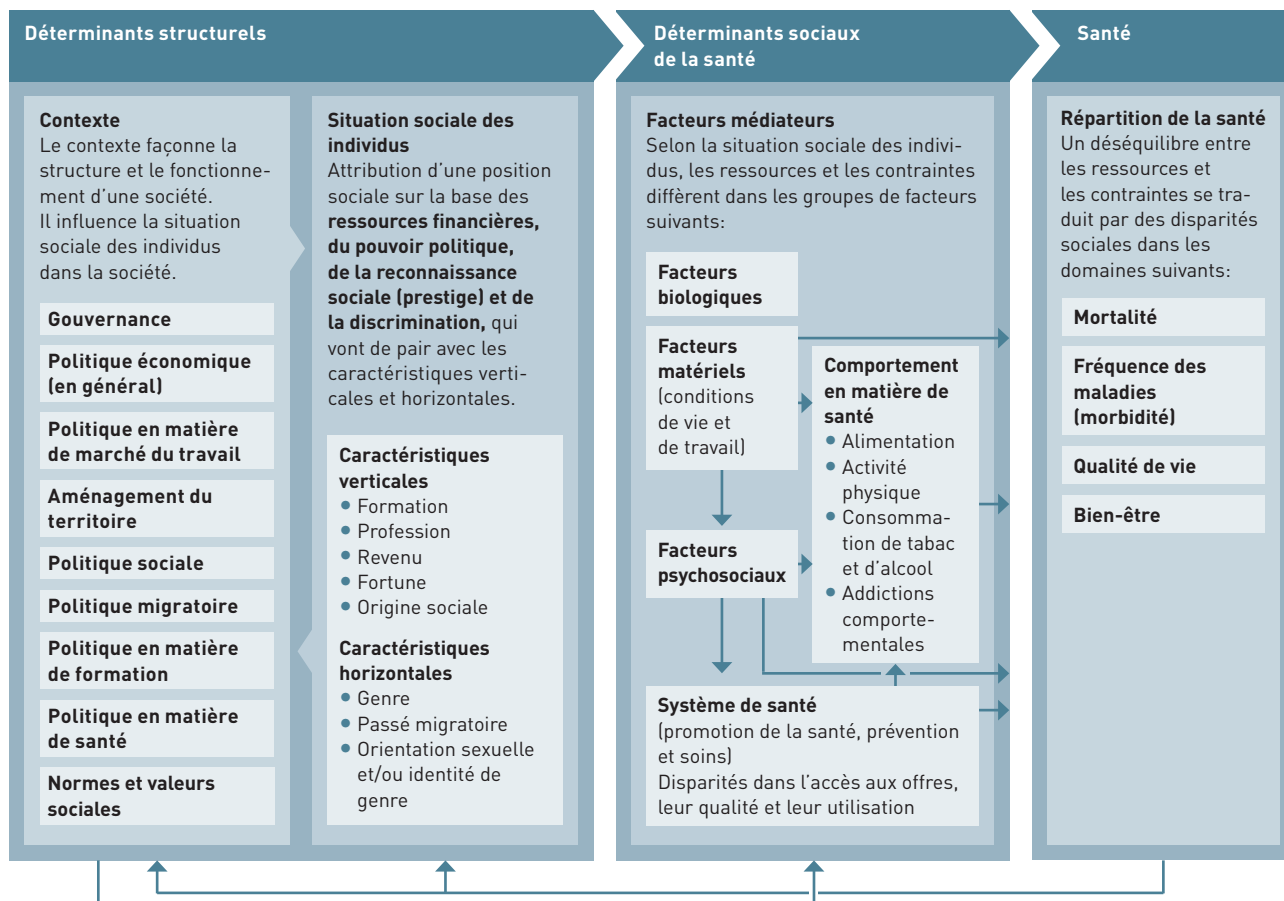 Déterminants structurels
Déterminants sociaux
de la santé
Santé
Contexte
Le contexte façonne la
structure et le fonctionne-
ment d'une société.
Il influence la situation
sociale des individus
dans la société.
Gouvernance
Politique économique
(en général)
Politique en matière
de marché du travail
Aménagement du
territoire
Politique sociale
Politique migratoire
Politique en matière
de formation
Politique en matière
de santé
Normes et valeurs
sociales
Situation sociale des
individus
Attribution d'une position
sociale sur la base des
ressources financières,
du pouvoir politique,
de la reconnaissance
sociale (prestige) et de
la discrimination, qui
vont de pair avec les
caractéristiques verti-
cales et horizontales.
Caractéristiques
verticales
• Formation
• Profession
• Revenu
• Fortune
• Origine sociale
Caractéristiques
horizontales
• Genre
• Passé migratoire
• Orientation sexuelle
et/ou identité de
genre
Facteurs médiateurs
Selon la situation sociale des indivi-
dus, les ressources et les contraintes
diffèrent dans les groupes de facteurs
suivants:
Facteurs
biologiques
Facteurs
matériels
(conditions
de vie et
de travail)
Facteurs
psychosociaux
Comportement
en matière de
santé
• Alimentation
• Activité
physique
• Consomma-
tion de tabac
et d'alcool
• Addictions
comporte-
mentales
Système de santé
(promotion de la santé, prévention
et soins)
Disparités dans l'accès aux offres,
leur qualité et leur utilisation
Répartition de la santé
Un déséquilibre entre
les ressources et
les contraintes se tra-
duit par des disparités
sociales dans les
domaines suivants:
Mortalité
Fréquence des
maladies
(morbidité)
Qualité de vie
Bien-être